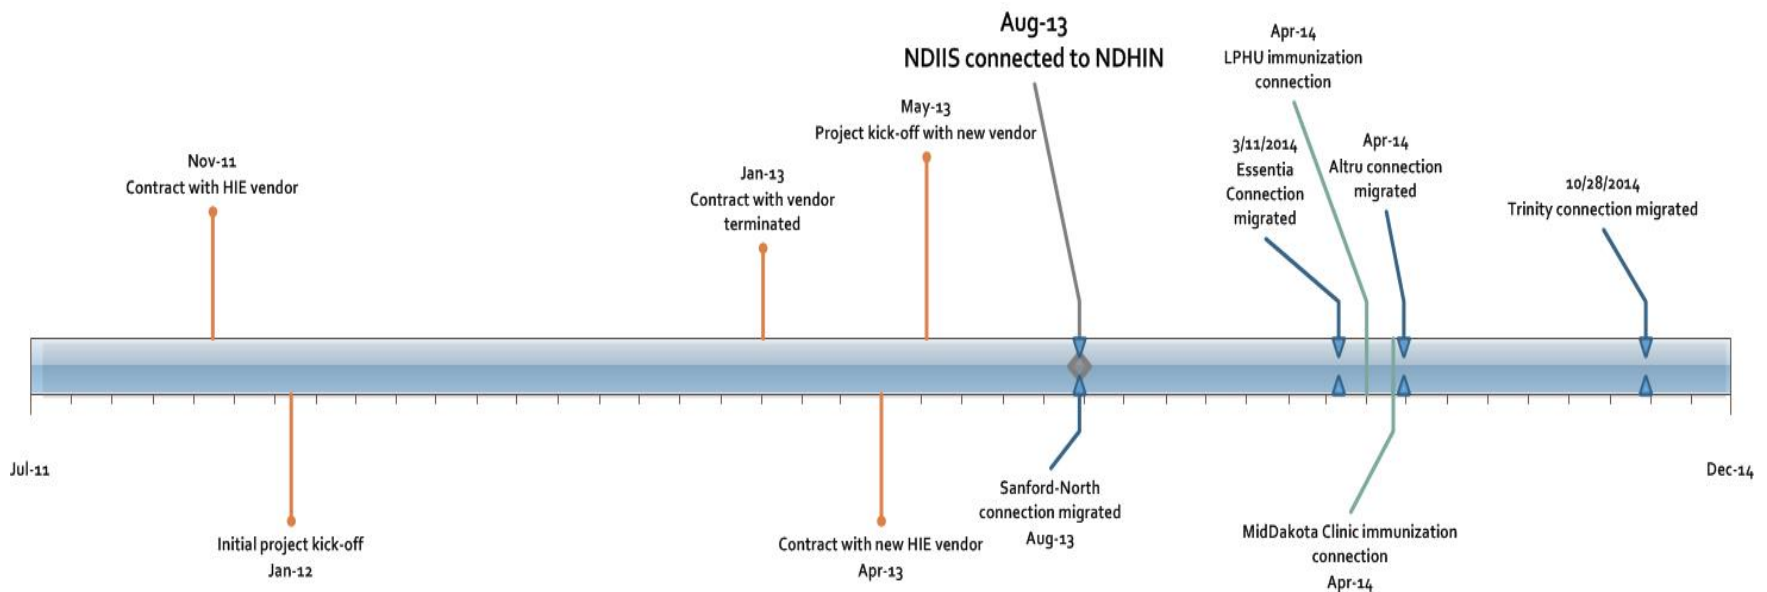 Aug-13
NDIIS connected to NDHIN
Apr-14
LPHU immunization
connection
May-13
Project kick-off with new vendor
3/11/2014
Essentia
Connection
migrated
Apr-14
Altru connection
migrated
Nov-11
Contract with HIE vendor
Jan-13
Contract with vendor
terminated
10/28/2014
Trinity connection migrated
Jul-11
Dec-14
Initial project kick-off
Jan-12
Contract with new HIE vendor
Apr-13
Sanford-North
connection migrated
Aug-13
MidDakota Clinic immunization
connection
Apr-14